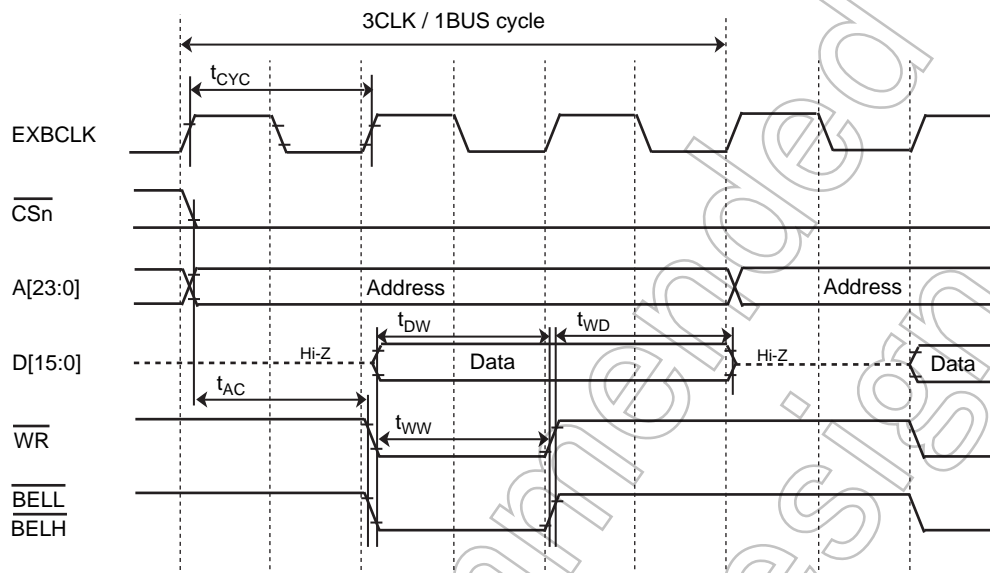 3CLK / 1BUS cycle
tCYC
EXBCLK
CSn
A[23:0]
Address
Address
tDW
tWD
D[15:0]
Hi-Z
Data
Hi-Z
Data
tAC
tWW
WR
BELL
BELH